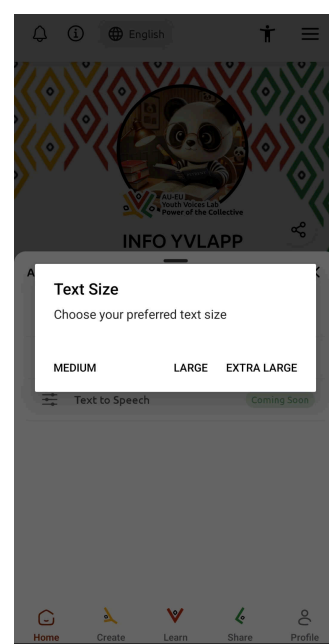 English
AU-EU
Youth Voices Lab
Power of the Collective
INFO YVLAPP
A
Text Size
Choose your preferred text size
MEDIUM LARGE EXTRA LARGE
Text to Speech Coming Soon
Home Create Learn Share Profile